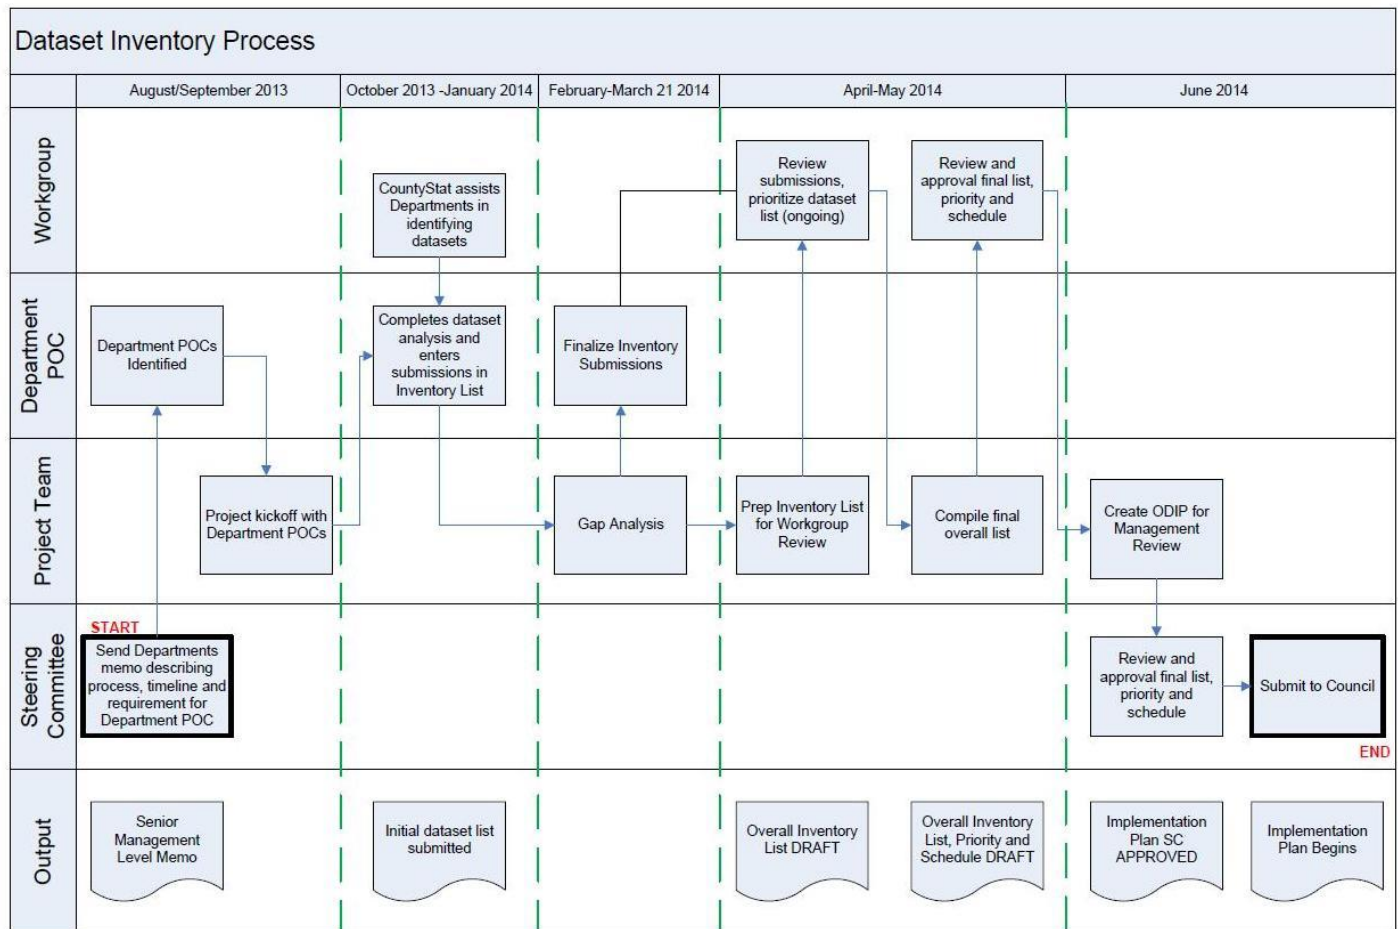 Dataset Inventory Process
August/September 2013
October 2013 -January 2014
February-March 21 2014
April-May 2014
June 2014
Workgroup
CountyStat assists
Departments in
identifying
datasets
Review
submissions,
prioritize dataset
list (ongoing)
Review and
approval final list,
priority and
schedule
Department
POC
Department POCs
Identified
Completes dataset
analysis and
enters
submissions in
Inventory List
Finalize Inventory
Submissions
Project Team
Project kickoff with
Department POCs
Gap Analysis
Prep Inventory List
for Workgroup
Review
Compile final
overall list
Create ODIP for
Management
Review
Steering
Committee
START
Send Departments
memo describing
process, timeline and
requirement for
Department POC
Review and
approval final list,
priority and
schedule
Submit to Council
END
Output
Senior
Management
Level Memo
Initial dataset list
submitted
Overall Inventory
List DRAFT
Overall Inventory
List, Priority and
Schedule DRAFT
Implementation
Plan SC
APPROVED
Implementation
Plan Begins